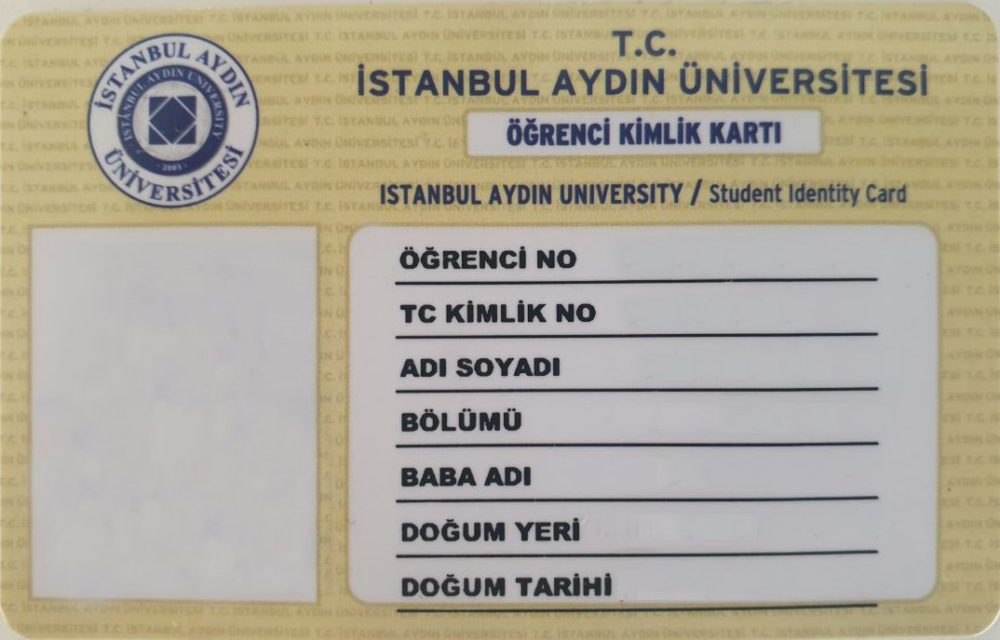 T.C.
İSTANBUL AYDIN ÜNİVERSİTESİ
ÖĞRENCİ KİMLİK KARTI
ISTANBUL AYDIN UNIVERSITY / Student Identity Card
İSTANBUL AYDIN ÜNİVERSİTESİ
ISTANBUL AYDIN UNIVERSITY
2003
ÖĞRENCİ NO
TC KİMLİK NO
ADI SOYADI
BÖLÜMÜ
BABA ADI
DOĞUM YERİ
DOĞUM TARİHİ